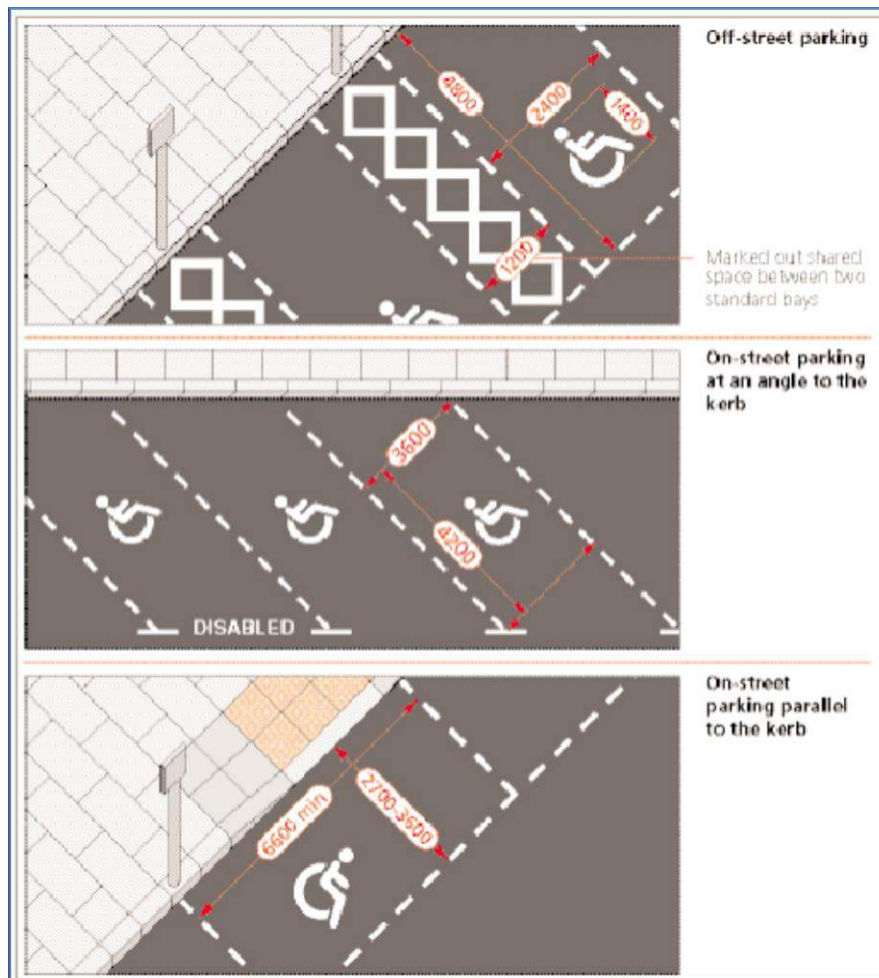 Off-street parking
4800
2400
1400
1200
Marked out shared
space between two
standard bays
On-street parking
at an angle to the
kerb
3600
4200
DISABLED
On-street
parking parallel
to the kerb
6600 min
2700-3600